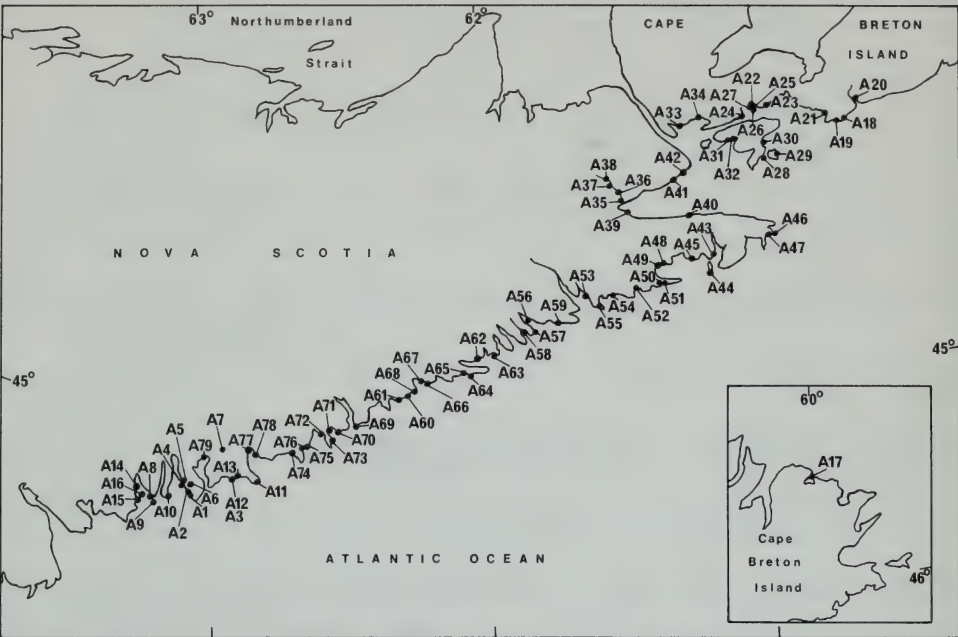 63° Northumberland 62° CAPE BRETON
Strait ISLAND
A22 A25 A20
A34 A27 A23
A33 A24 A21 A18
A26 A30 A19
A31 A29
A42 A32 A28
A38 A36
A37 A41
A35 A40
A39 A46
A43
NOVA SCOTIA A48 A45 A47
A49
A53 A50 A44
A51
A56 A59 A54 A52
A55
A57
A62 A58
A67 A65 A63 45°
45° A68 A64
A61 A66
A71 A60 60°
A7 A72 A69
A5 A78 A70
A4 A79 A77 A76 A73
A14 A8 A13 A75 A17
A16 A74
A15 A6 A12 A11
A9 A10 A1 A3
A2
Cape
ATLANTIC OCEAN Breton 46°
Island